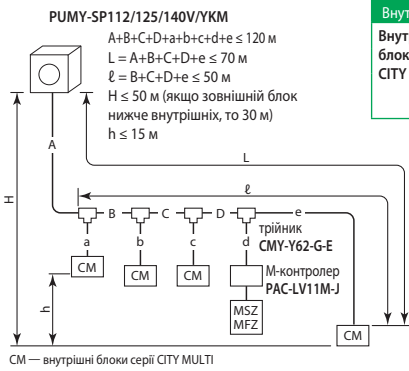 PUMY-SP112/125/140V/YKM
A+B+C+D+a+b+c+d+e ≤ 120 м
L = A+B+C+D+e ≤ 70 м
ℓ = B+C+D+e ≤ 50 м
H ≤ 50 м (якщо зовнішній блок
нижче внутрішніх, то 30 м)
h ≤ 15 м
Внут
Внут
блок
CITY
A
L
H
ℓ
B C D e
a b c d
трійник
CMY-Y62-G-E
CM CM CM
М-контролер
PAC-LV11M-J
h
MSZ
MFZ
CM
CM — внутрішні блоки серії CITY MULTI